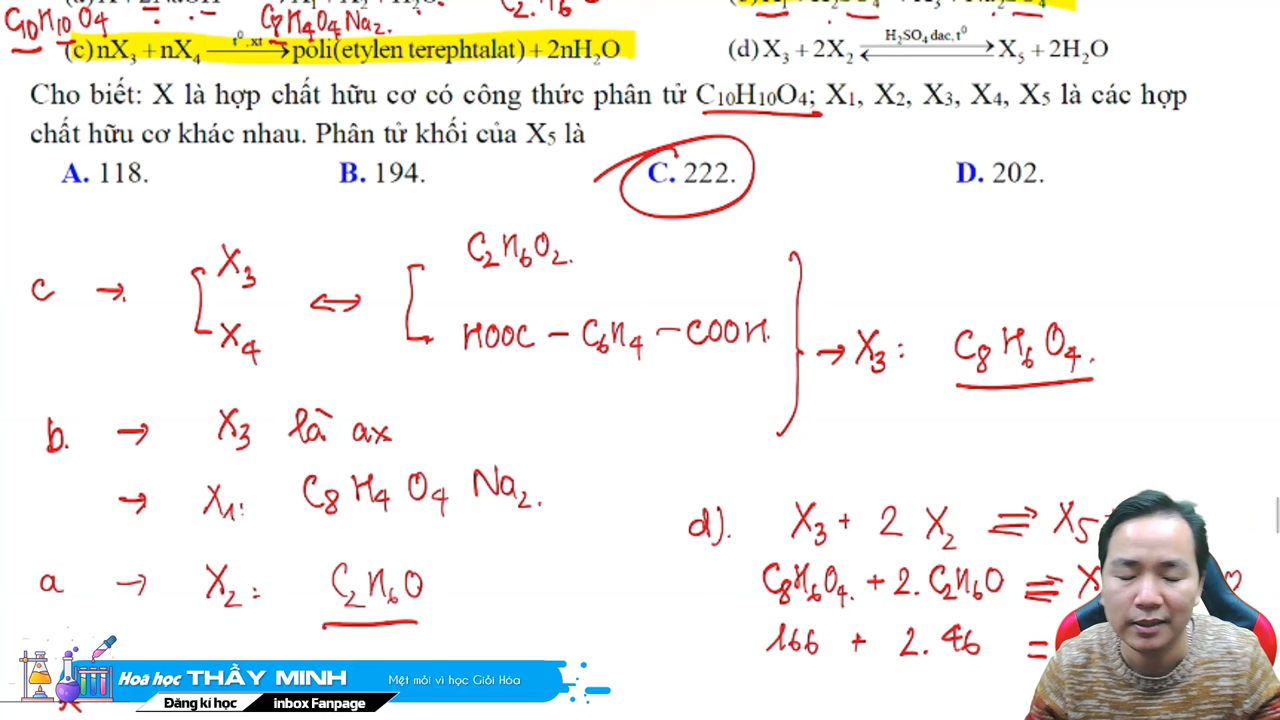 C10H10O4 C8H4O4Na2.
(c) nX3 + nX4 —t⁰, xt→ poli(etylen terephtalat) + 2nH2O (d) X3 + 2X2 ⇌ H2SO4 dac, t⁰ X5 + 2H2O
Cho biết: X là hợp chất hữu cơ có công thức phân tử C10H10O4; X1, X2, X3, X4, X5 là các hợp
chất hữu cơ khác nhau. Phân tử khối của X5 là
A. 118. B. 194. C. 222. D. 202.
C2H6O2.
c → X3 X4 ↔ HOOC – C6H4 – COOH → X3: C8H6O4.
b. → X3 là ax
→ X1: C8H4O4Na2.
d). X3 + 2 X2 ⇌ X5
a → X2: C2H6O
C8H6O4. + 2. C2H6O ⇌ X
166 + 2. 46 =
Hoá học THẦY MINH Mệt mỏi vì học Giỏi Hóa
Đăng kí học inbox Fanpage